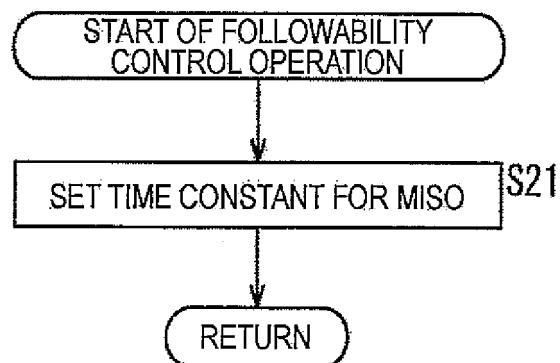 START OF FOLLOWABILITY
CONTROL OPERATION
SET TIME CONSTANT FOR MISO
S21
RETURN